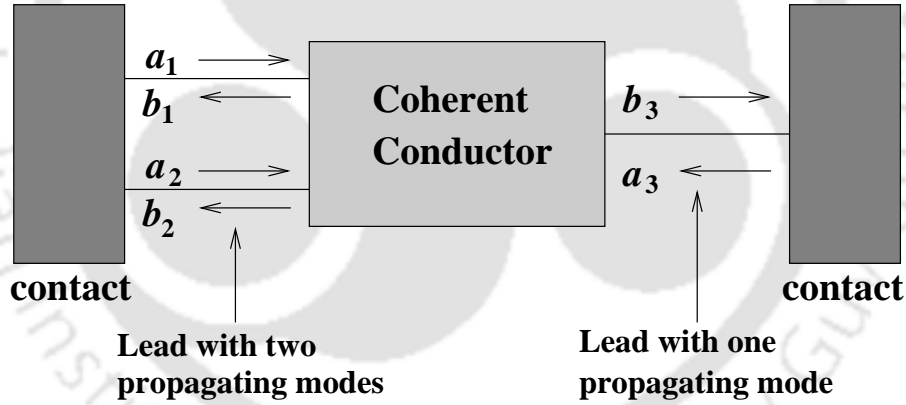 a₁
b₁
a₂
b₂
Coherent
Conductor
b₃
a₃
contact
contact
Lead with two
propagating modes
Lead with one
propagating mode